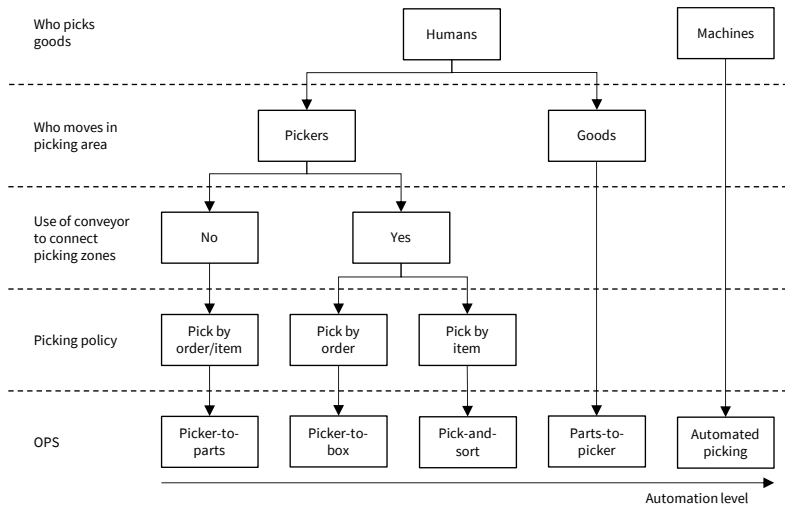 Who picks
goods
Humans
Machines
Who moves in
picking area
Pickers
Goods
Use of conveyor
to connect
picking zones
No
Yes
Picking policy
Pick by
order/item
Pick by
order
Pick by
item
OPS
Picker-to-
parts
Picker-to-
box
Pick-and-
sort
Parts-to-
picker
Automated
picking
Automation level